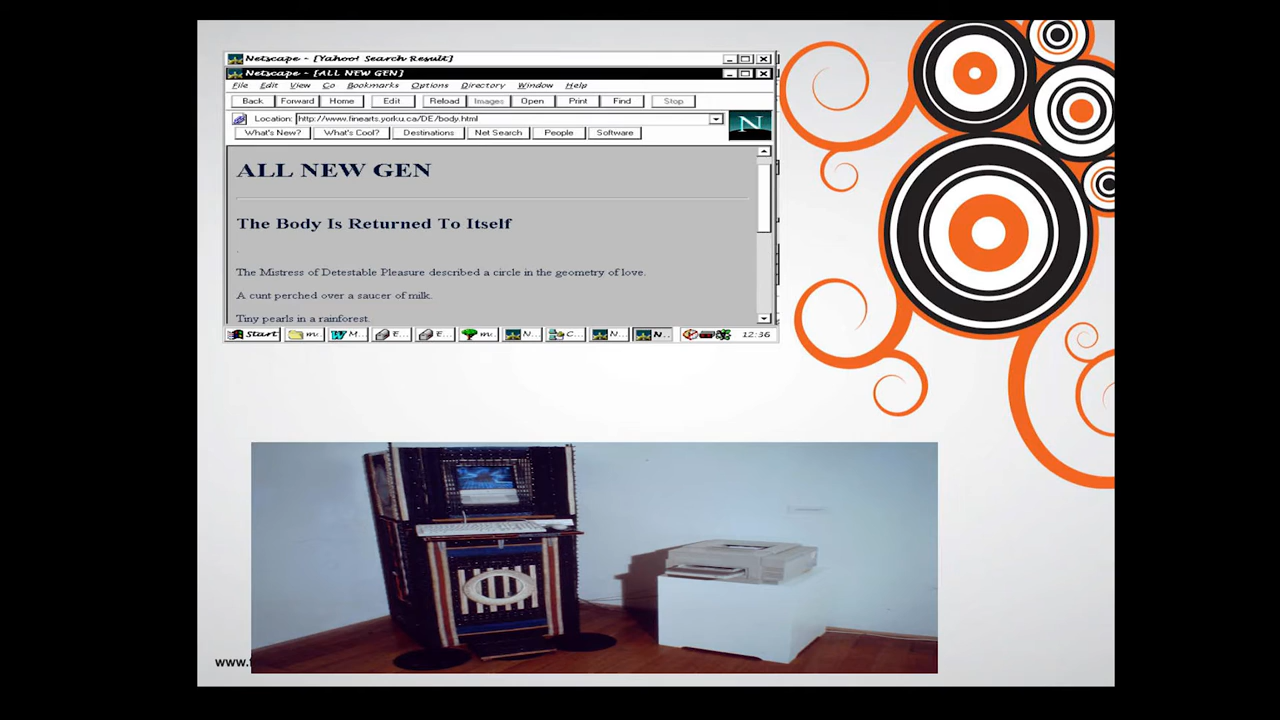 Netscape - [Yahoo! Search Result]
Netscape - [ALL NEW GEN]
File Edit View Go Bookmarks Options Directory Window Help
Back Forward Home Edit Reload Images Open Print Find Stop
Location: http://www.finearts.yorku.ca/DE/body.html
N
What's New? What's Cool? Destinations Net Search People Software
ALL NEW GEN
The Body Is Returned To Itself
The Mistress of Detestable Pleasure described a circle in the geometry of love.
A cunt perched over a saucer of milk.
Tiny pearls in a rainforest.
Start m... M... E... E... m... N... C... N... N... 12:36
www.